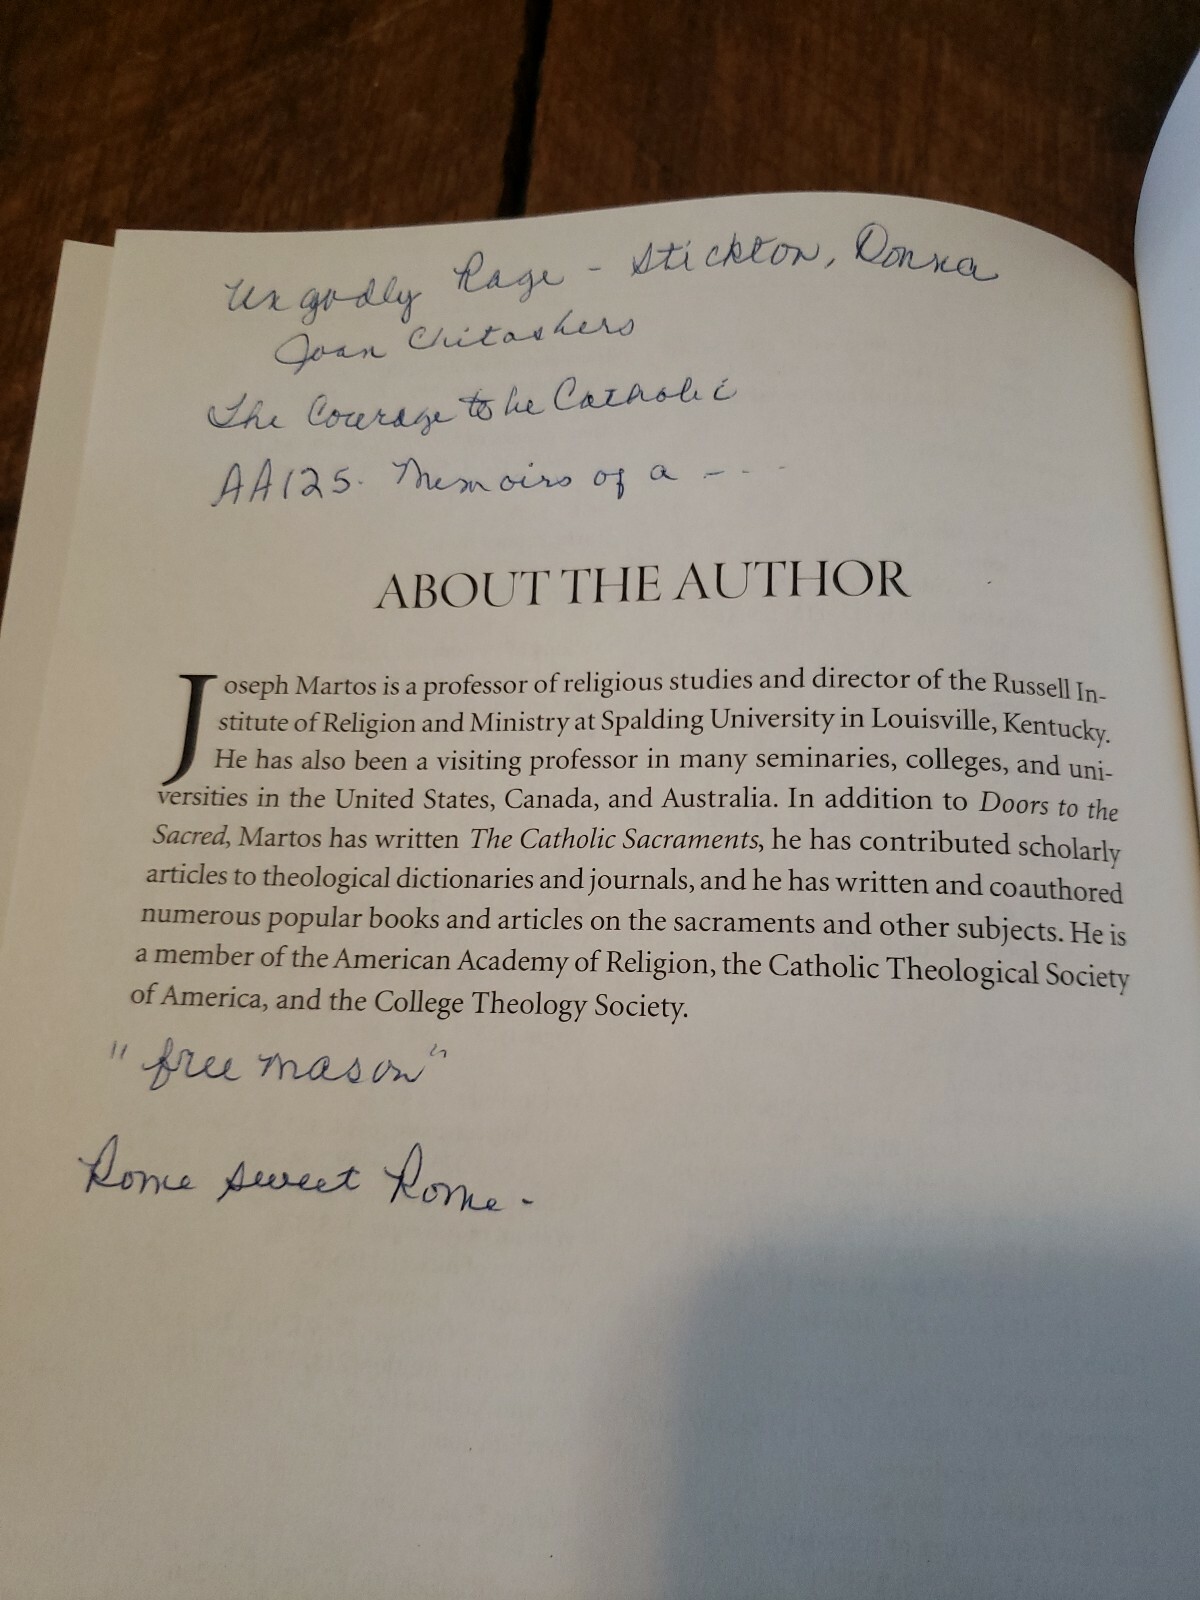 Ungodly Rage - Stickton, Donna
Joan Chitashers
The Courage to be Catholic
AA125. Memoirs of a - - -
ABOUT THE AUTHOR
Joseph Martos is a professor of religious studies and director of the Russell In-
stitute of Religion and Ministry at Spalding University in Louisville, Kentucky.
He has also been a visiting professor in many seminaries, colleges, and uni-
versities in the United States, Canada, and Australia. In addition to Doors to the
Sacred, Martos has written The Catholic Sacraments, he has contributed scholarly
articles to theological dictionaries and journals, and he has written and coauthored
numerous popular books and articles on the sacraments and other subjects. He is
a member of the American Academy of Religion, the Catholic Theological Society
of America, and the College Theology Society.
"free mason"
Rome sweet Rome -